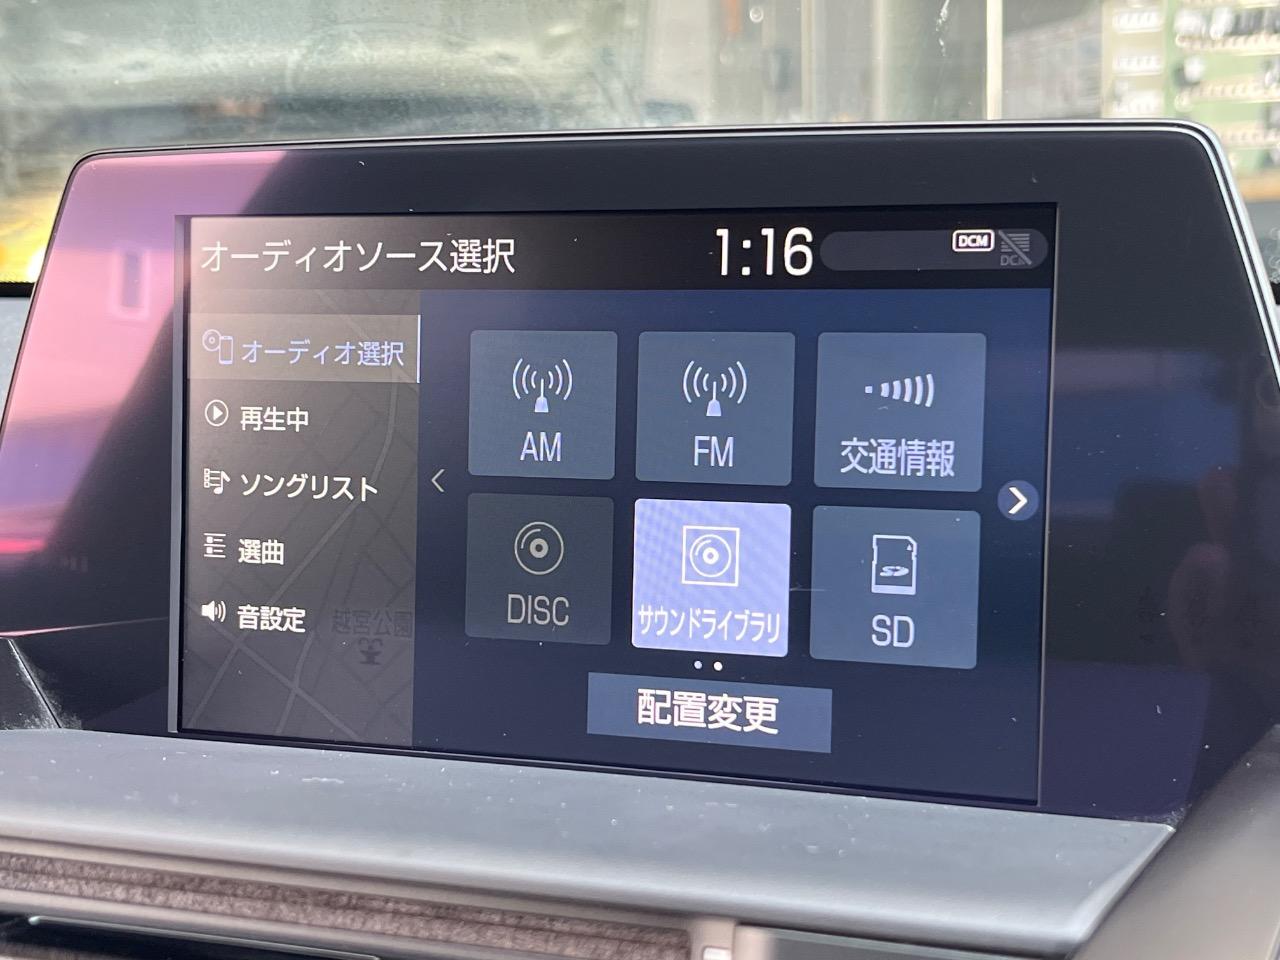 オーディオソース選択
1:16
DCM
DCM
オーディオ選択
再生中
ソングリスト
選曲
音設定
越宮公園
AM
FM
交通情報
DISC
サウンドライブラリ
SD
配置変更